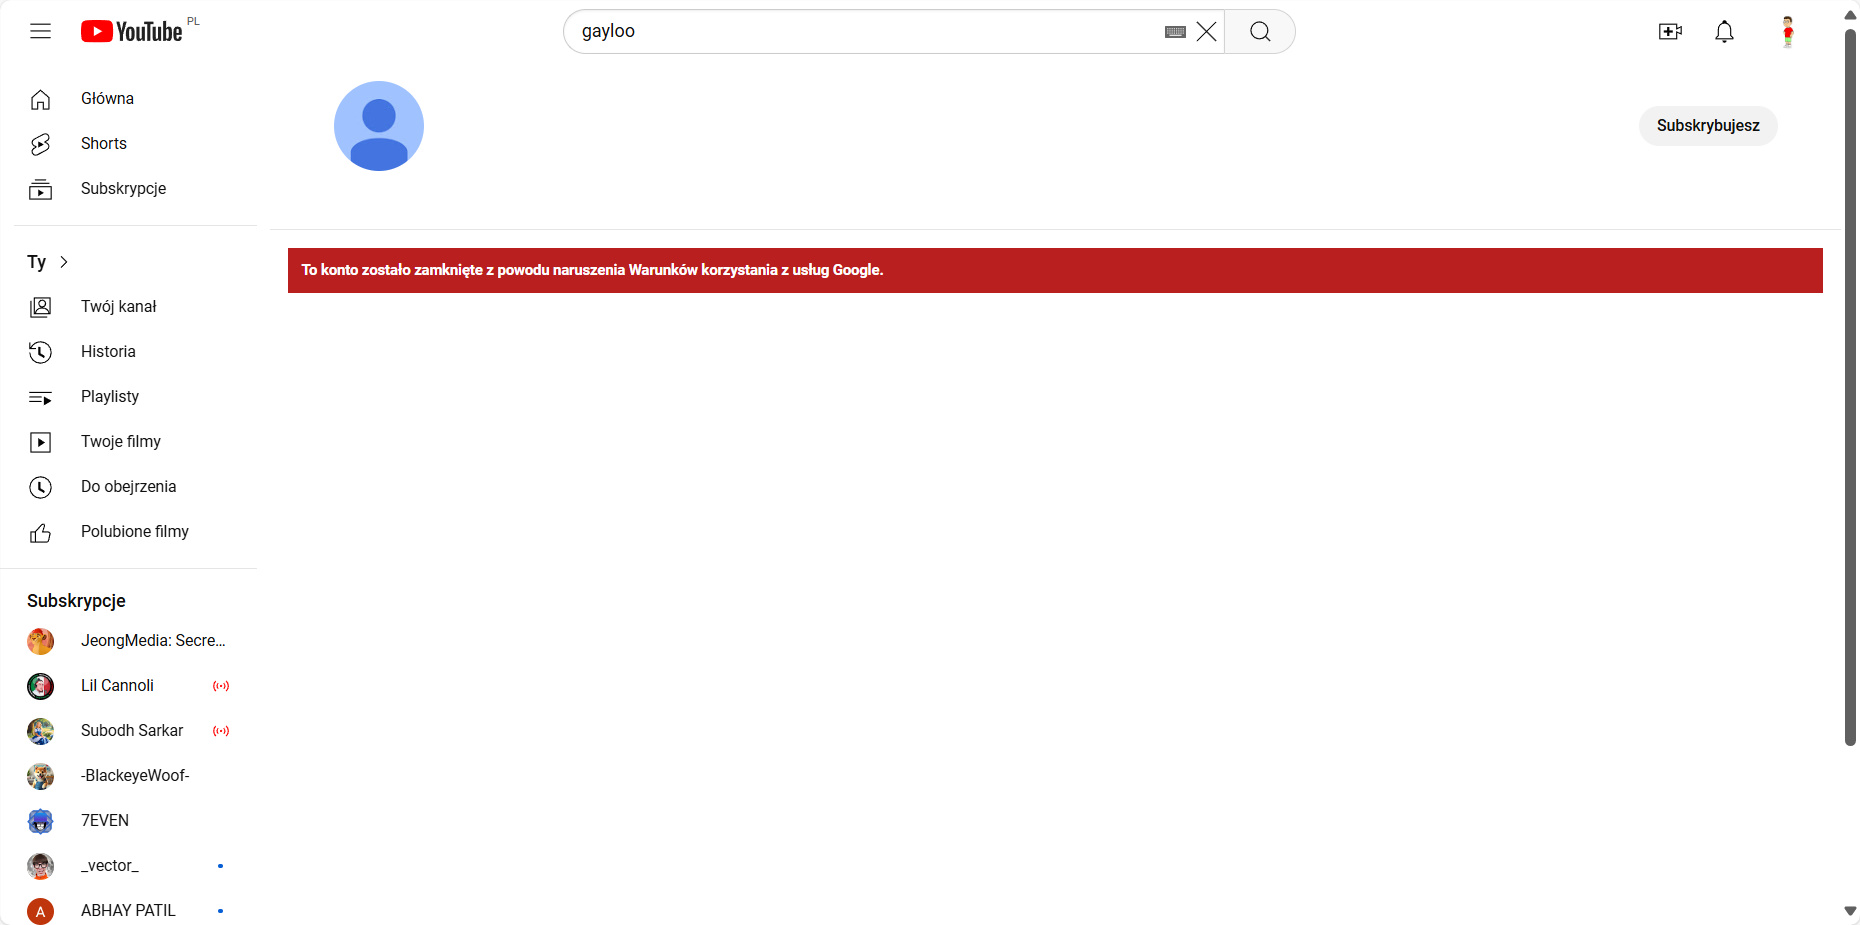 YouTube PL
gayloo
Główna
Shorts
Subskrypcje
Subskrybujesz
To konto zostało zamknięte z powodu naruszenia Warunków korzystania z usług Google.
Ty
Twój kanał
Historia
Playlisty
Twoje filmy
Do obejrzenia
Polubione filmy
Subskrypcje
JeongMedia: Secre...
Lil Cannoli
Subodh Sarkar
-BlackeyeWoof-
7EVEN
_vector_
A ABHAY PATIL